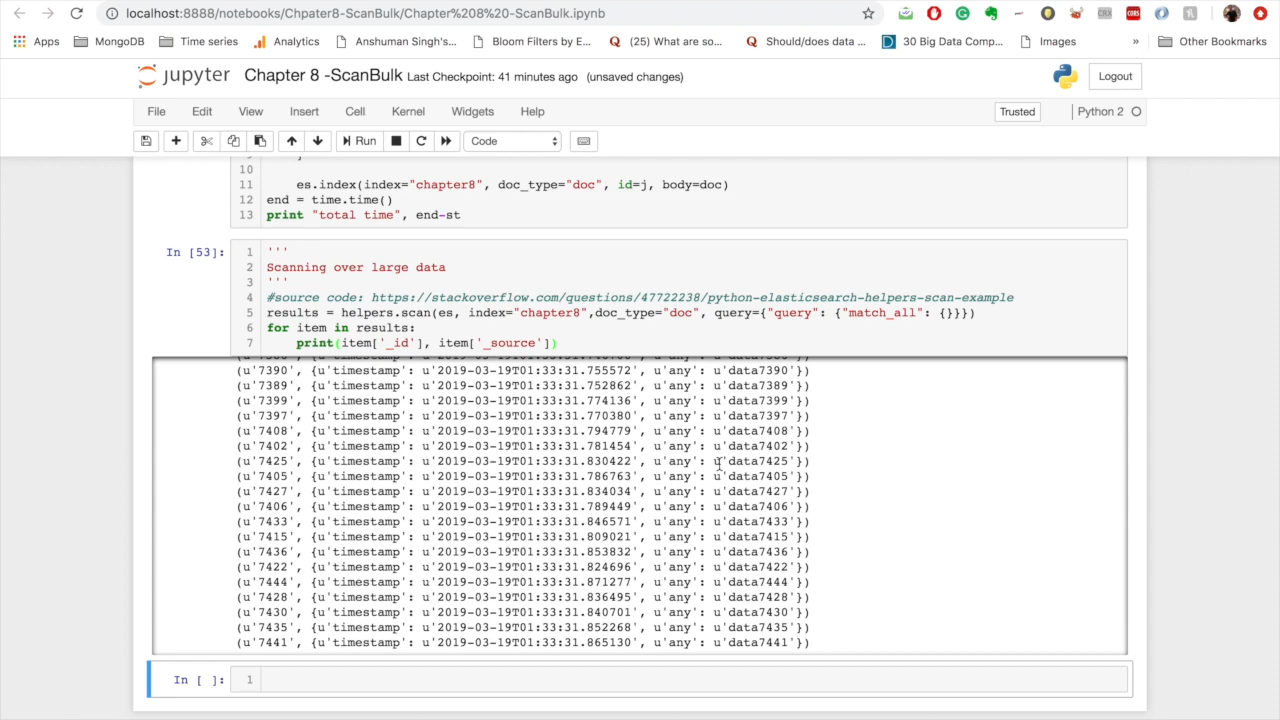 localhost:8888/notebooks/Chpater8-ScanBulk/Chapter%208%20-ScanBulk.ipynb
Apps MongoDB Time series Analytics Anshuman Singh's... Bloom Filters by E... (25) What are so... Should/does data ... 30 Big Data Comp... Images » Other Bookmarks
jupyter Chapter 8 -ScanBulk Last Checkpoint: 41 minutes ago (unsaved changes) Logout
File Edit View Insert Cell Kernel Widgets Help Trusted Python 2
Run Code
10
11 es.index(index="chapter8", doc_type="doc", id=j, body=doc)
12 end = time.time()
13 print "total time", end-st
In [53]: 1 '''
2 Scanning over large data
3 '''
4 #source code: https://stackoverflow.com/questions/47722238/python-elasticsearch-helpers-scan-example
5 results = helpers.scan(es, index="chapter8",doc_type="doc", query={"query": {"match_all": {}}})
6 for item in results:
7 print(item['_id'], item['_source'])
(u'7390', {u'timestamp': u'2019-03-19T01:33:31.755572', u'any': u'data7390'})
(u'7389', {u'timestamp': u'2019-03-19T01:33:31.752862', u'any': u'data7389'})
(u'7399', {u'timestamp': u'2019-03-19T01:33:31.774136', u'any': u'data7399'})
(u'7397', {u'timestamp': u'2019-03-19T01:33:31.770380', u'any': u'data7397'})
(u'7408', {u'timestamp': u'2019-03-19T01:33:31.794779', u'any': u'data7408'})
(u'7402', {u'timestamp': u'2019-03-19T01:33:31.781454', u'any': u'data7402'})
(u'7425', {u'timestamp': u'2019-03-19T01:33:31.830422', u'any': u'data7425'})
(u'7405', {u'timestamp': u'2019-03-19T01:33:31.786763', u'any': u'data7405'})
(u'7427', {u'timestamp': u'2019-03-19T01:33:31.834034', u'any': u'data7427'})
(u'7406', {u'timestamp': u'2019-03-19T01:33:31.789449', u'any': u'data7406'})
(u'7433', {u'timestamp': u'2019-03-19T01:33:31.846571', u'any': u'data7433'})
(u'7415', {u'timestamp': u'2019-03-19T01:33:31.809021', u'any': u'data7415'})
(u'7436', {u'timestamp': u'2019-03-19T01:33:31.853832', u'any': u'data7436'})
(u'7422', {u'timestamp': u'2019-03-19T01:33:31.824696', u'any': u'data7422'})
(u'7444', {u'timestamp': u'2019-03-19T01:33:31.871277', u'any': u'data7444'})
(u'7428', {u'timestamp': u'2019-03-19T01:33:31.836495', u'any': u'data7428'})
(u'7430', {u'timestamp': u'2019-03-19T01:33:31.840701', u'any': u'data7430'})
(u'7435', {u'timestamp': u'2019-03-19T01:33:31.852268', u'any': u'data7435'})
(u'7441', {u'timestamp': u'2019-03-19T01:33:31.865130', u'any': u'data7441'})
In [ ]: 1